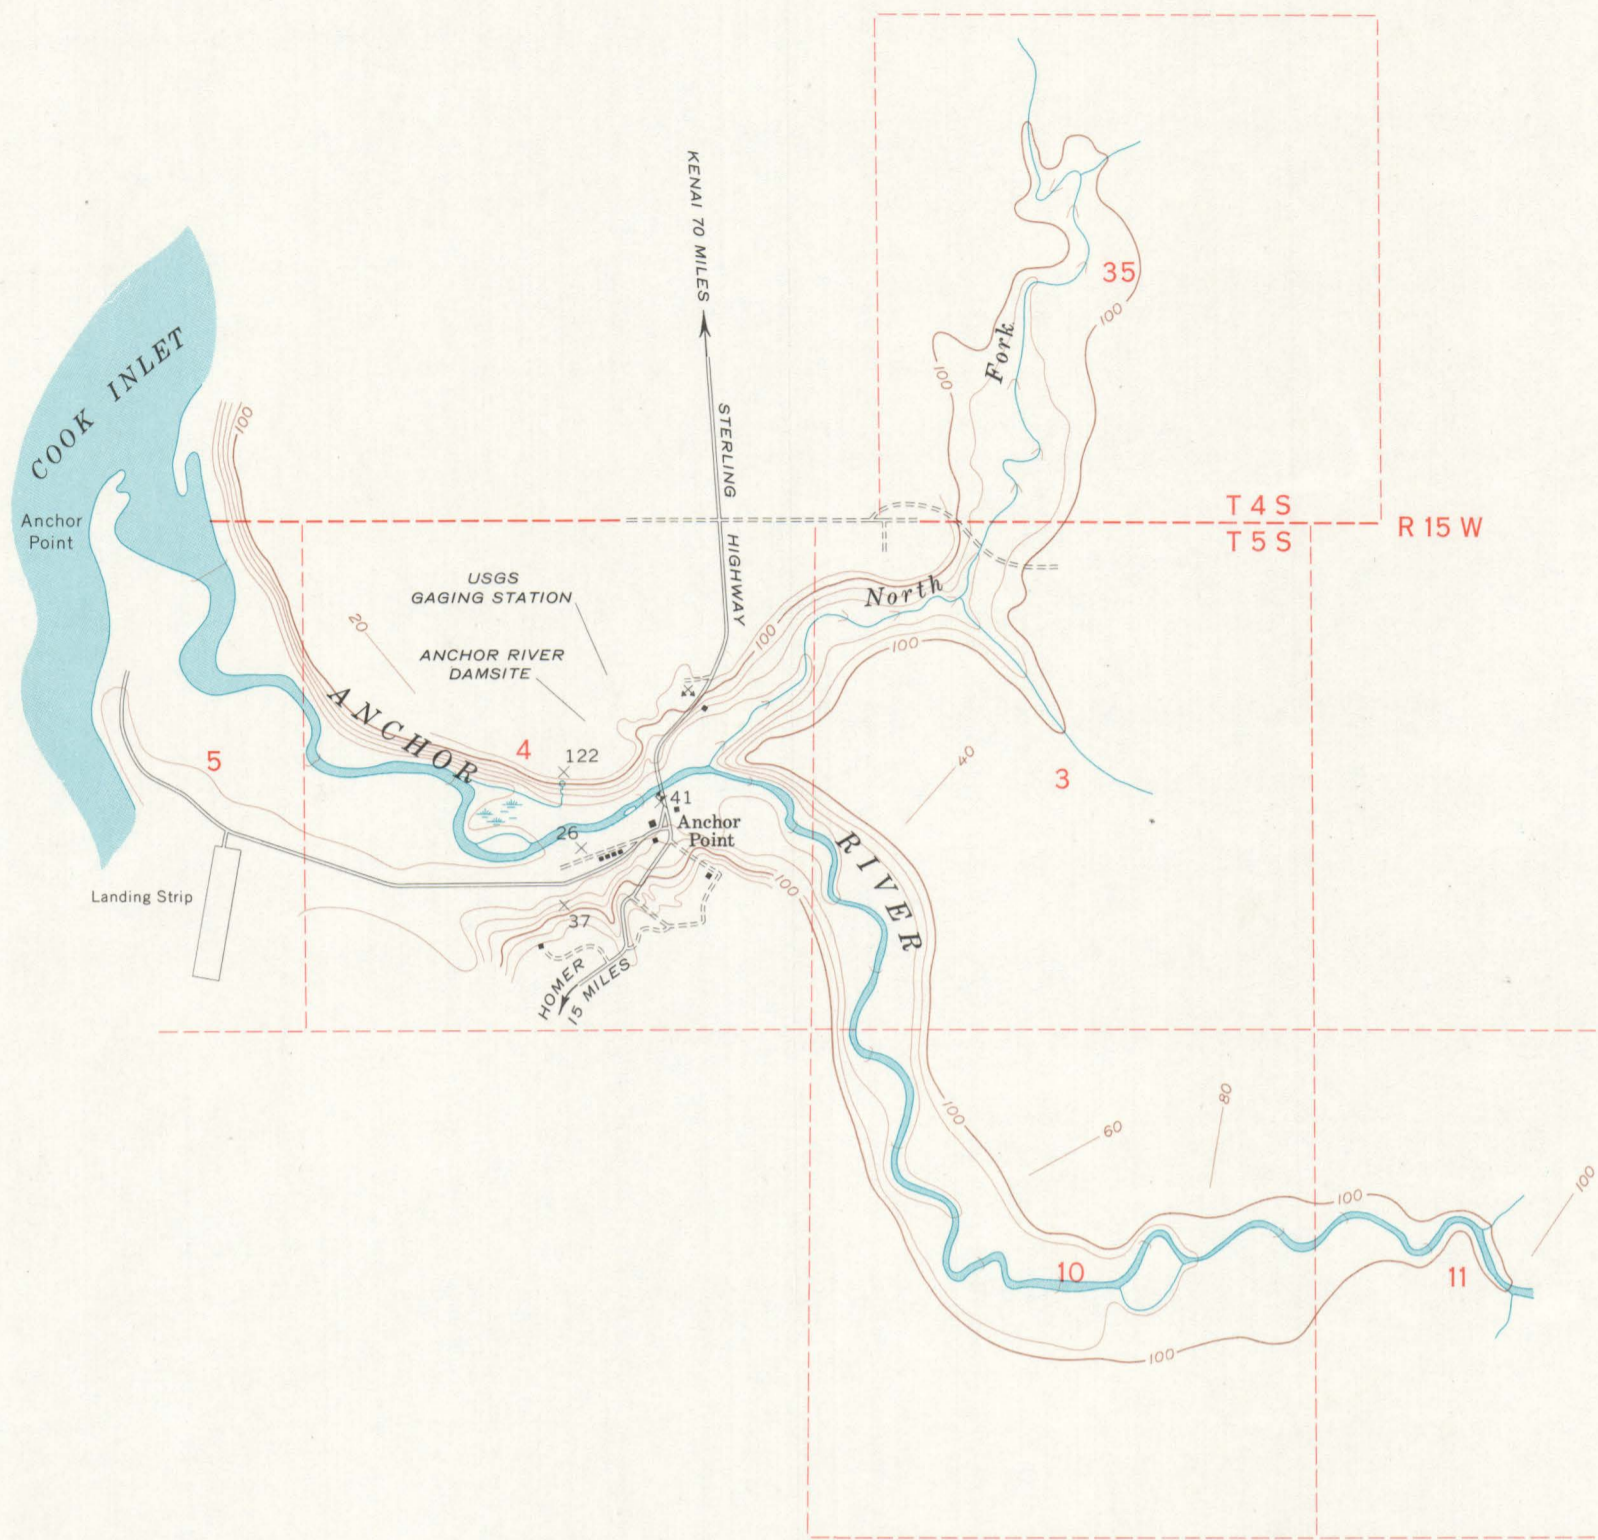 KENAI 70 MILES
35
100
COOK INLET
Fork
100
100
STERLING HIGHWAY
T 4 S
R 15 W
T 5 S
Anchor
Point
USGS
GAGING STATION
North
20
100
100
ANCHOR RIVER
DAMSITE
ANCHOR RIVER
5
4
122
40
3
41
26
Anchor
Point
100
Landing Strip
37
HOMER
15 MILES
100
60
80
100
100
10
11
100